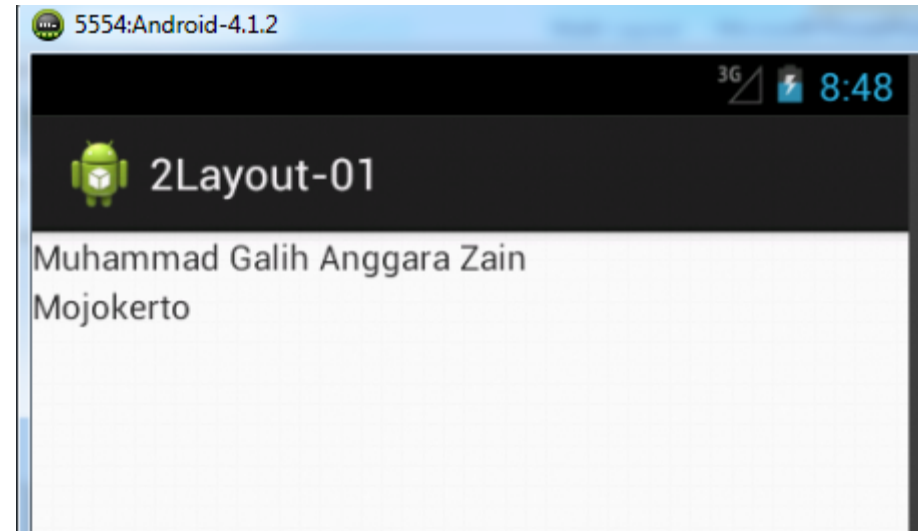 5554:Android-4.1.2
3G 8:48
2Layout-01
Muhammad Galih Anggara Zain
Mojokerto